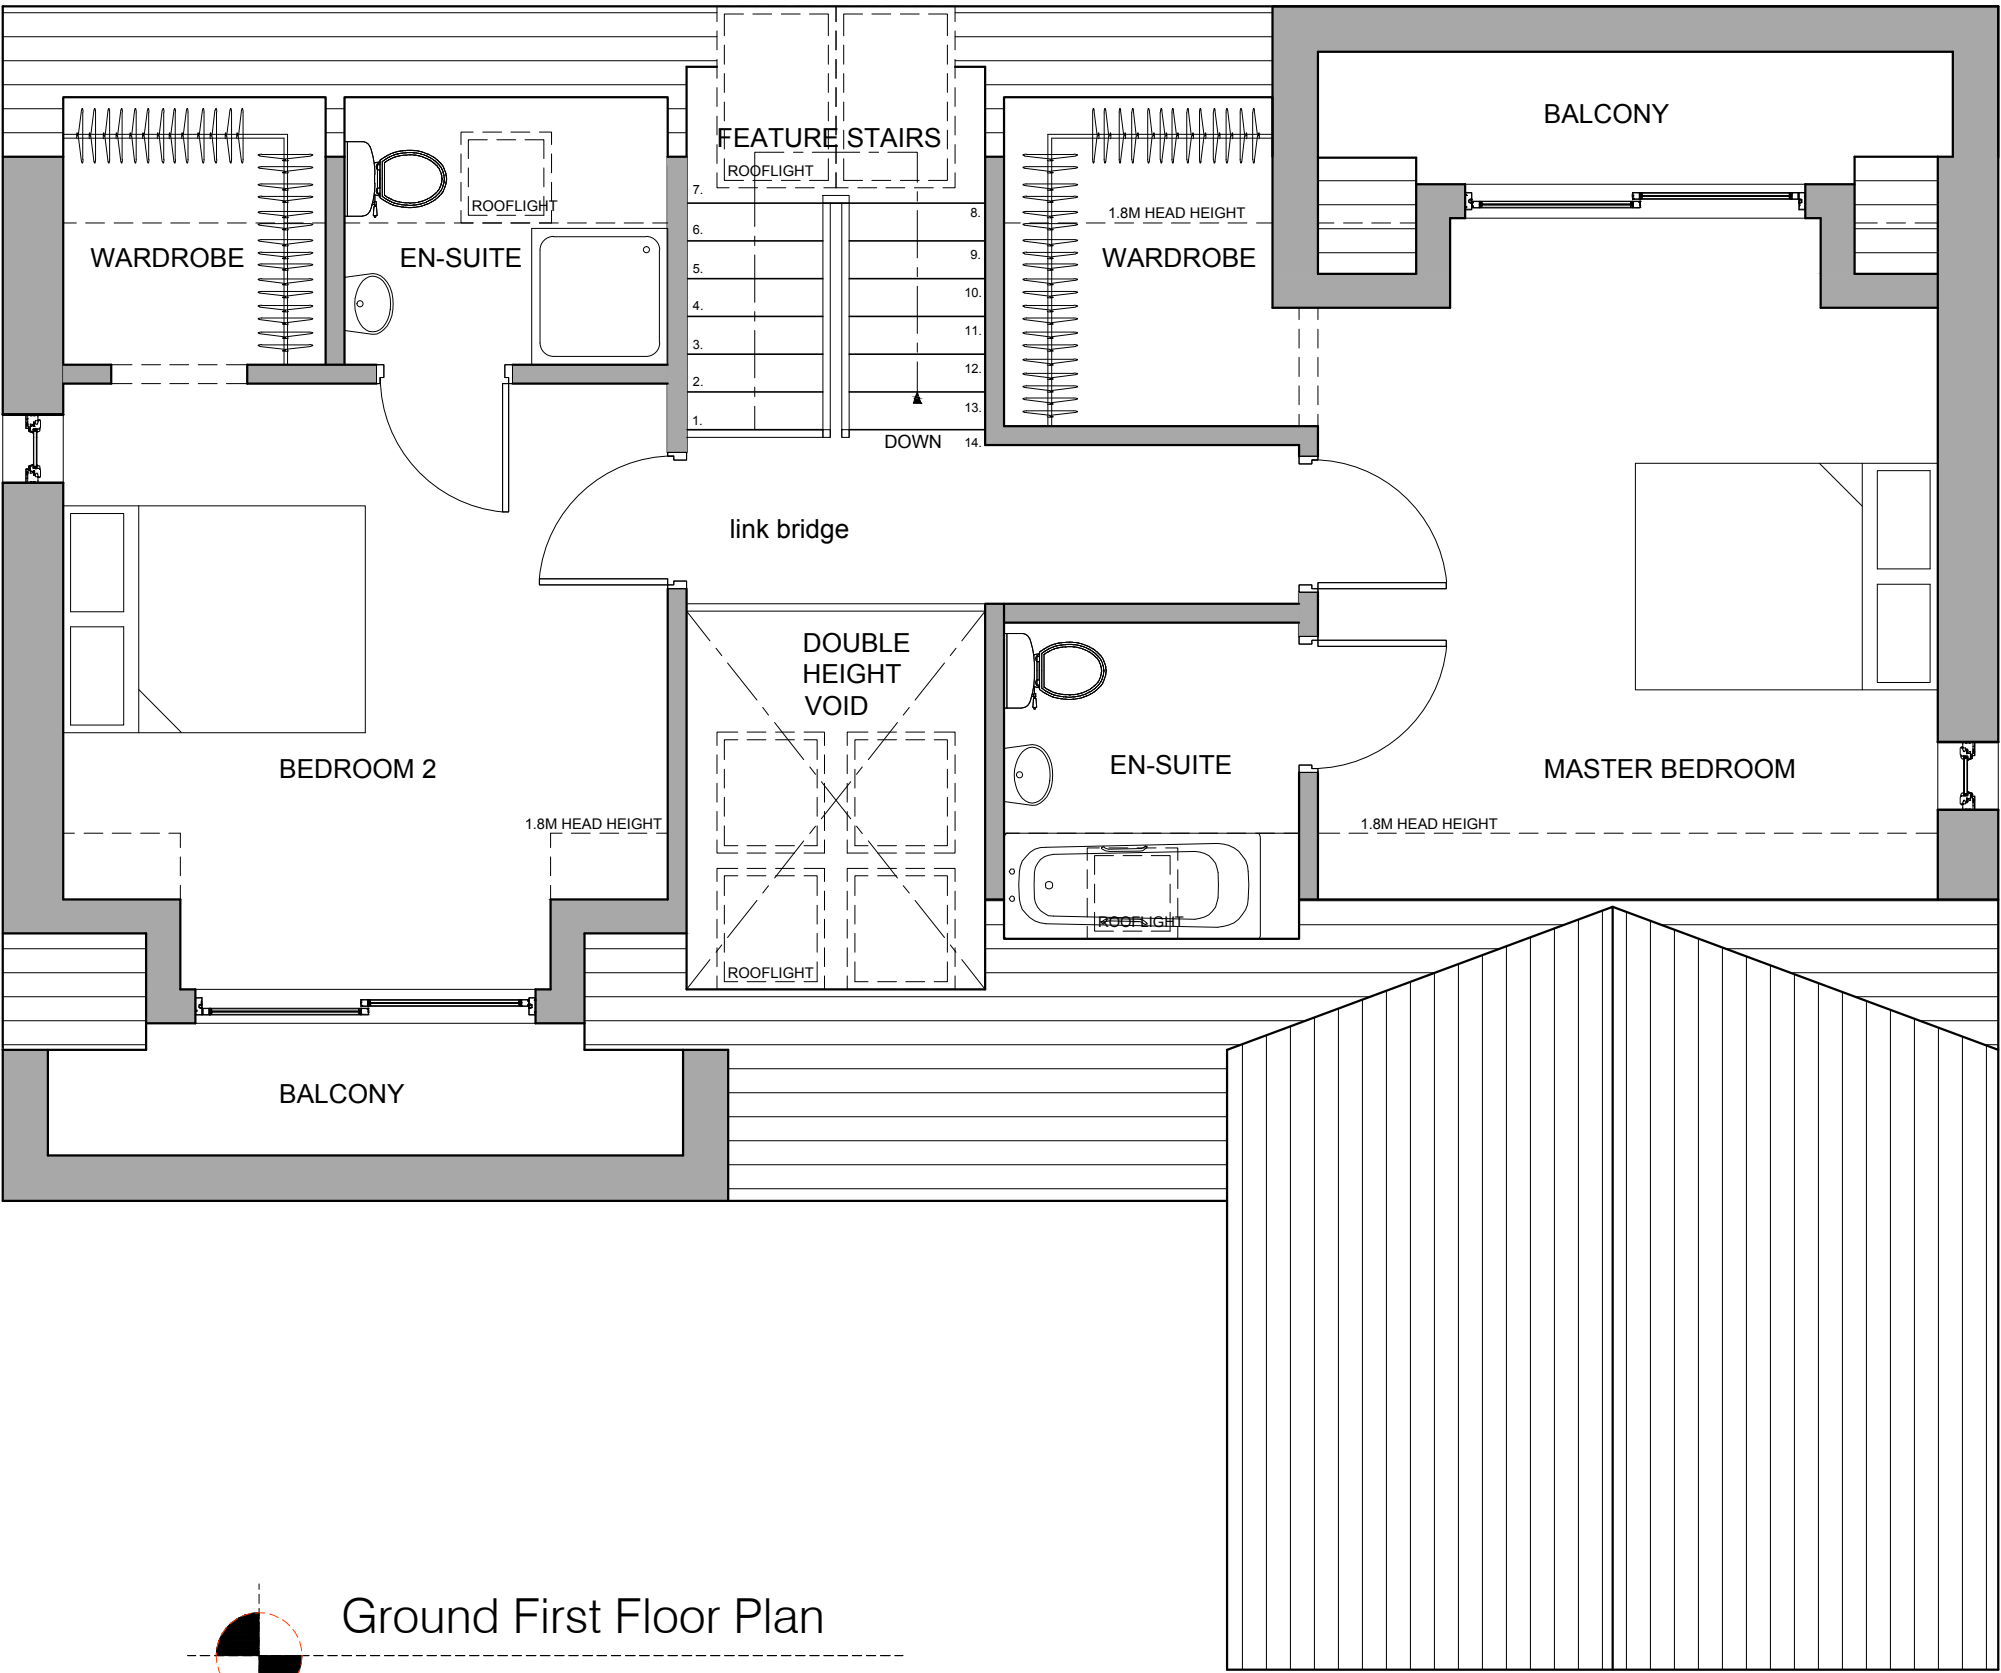 BALCONY
FEATURE STAIRS
ROOFLIGHT
ROOFLIGHT
7.
8.
1.8M HEAD HEIGHT
6.
WARDROBE
EN-SUITE
9.
WARDROBE
5.
10.
4.
11.
3.
12.
2.
13.
1.
DOWN
14.
link bridge
DOUBLE
HEIGHT
VOID
BEDROOM 2
EN-SUITE
MASTER BEDROOM
1.8M HEAD HEIGHT
1.8M HEAD HEIGHT
ROOFLIGHT
ROOFLIGHT
BALCONY
Ground First Floor Plan